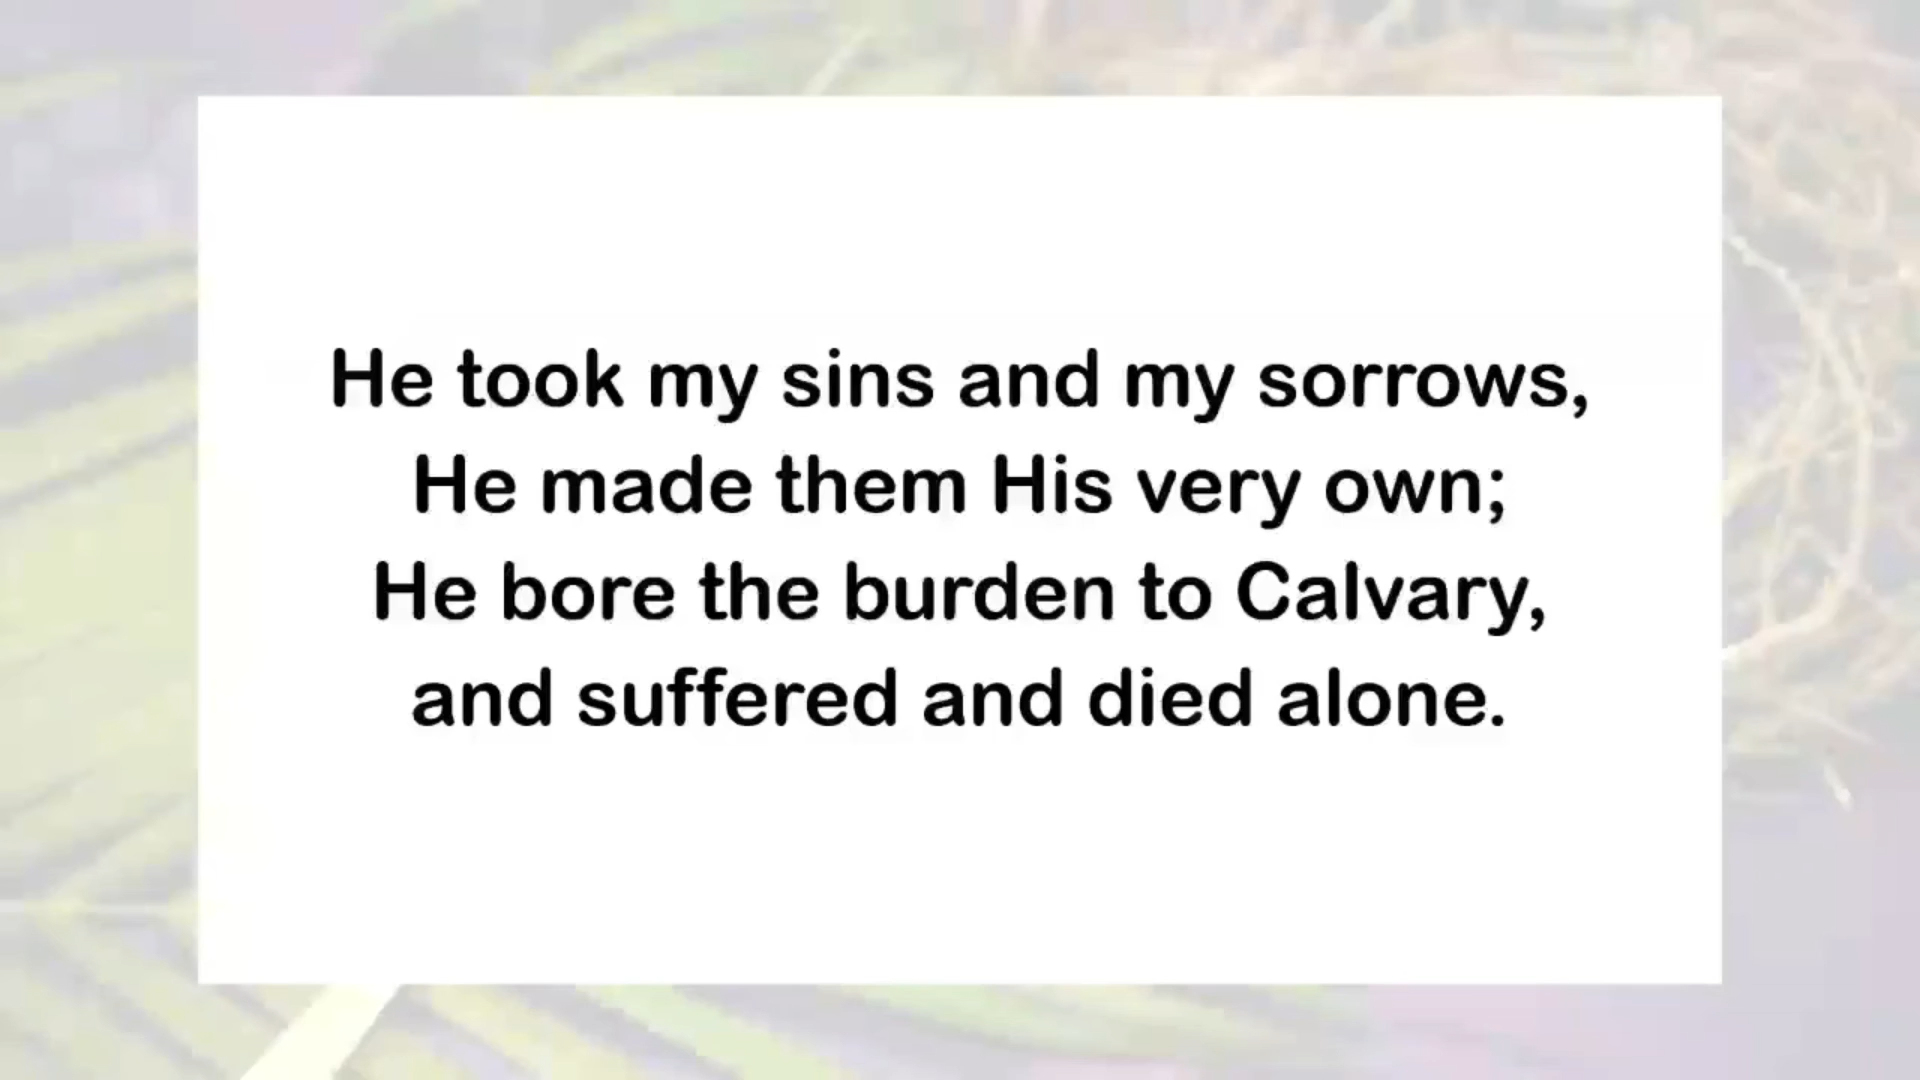 He took my sins and my sorrows,
He made them His very own;
He bore the burden to Calvary,
and suffered and died alone.